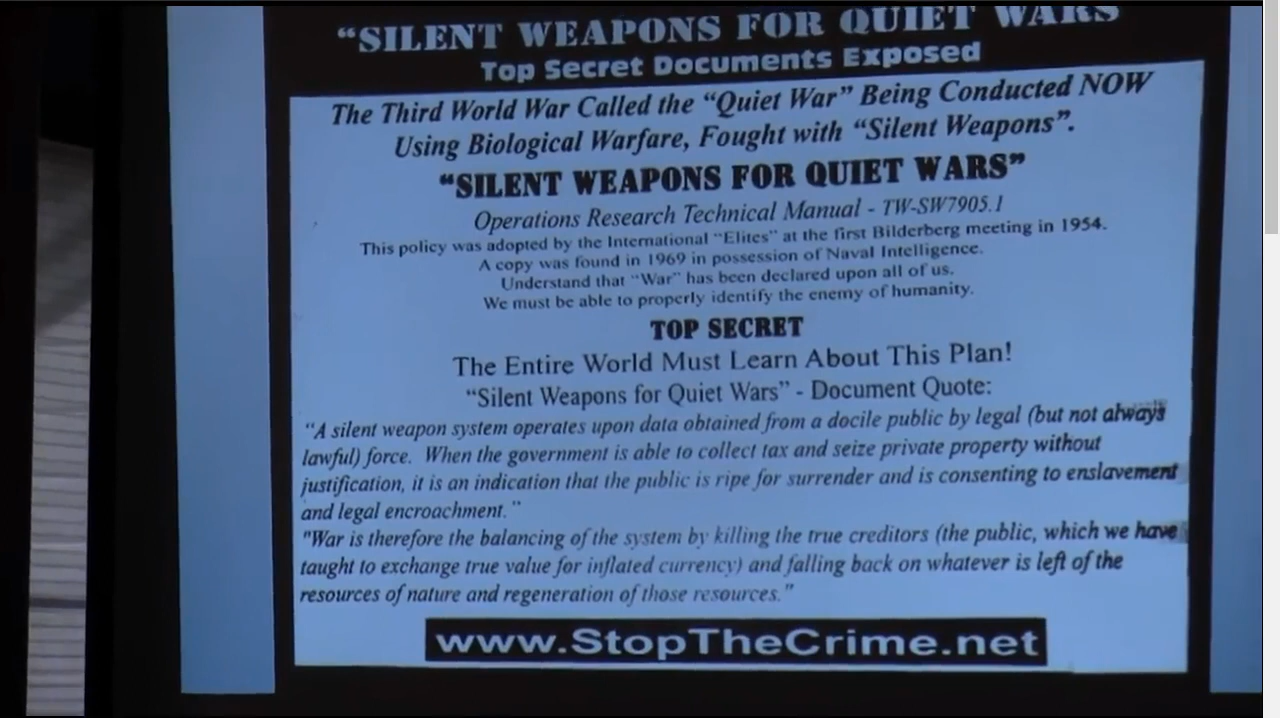 “SILENT WEAPONS FOR QUIET WARS
Top Secret Documents Exposed
The Third World War Called the “Quiet War” Being Conducted NOW
Using Biological Warfare, Fought with “Silent Weapons”.
“SILENT WEAPONS FOR QUIET WARS”
Operations Research Technical Manual - TW-SW7905.1
This policy was adopted by the International “Elites” at the first Bilderberg meeting in 1954.
A copy was found in 1969 in possession of Naval Intelligence.
Understand that “War” has been declared upon all of us.
We must be able to properly identify the enemy of humanity.
TOP SECRET
The Entire World Must Learn About This Plan!
“Silent Weapons for Quiet Wars” - Document Quote:
“A silent weapon system operates upon data obtained from a docile public by legal (but not always
lawful) force. When the government is able to collect tax and seize private property without
justification, it is an indication that the public is ripe for surrender and is consenting to enslavement
and legal encroachment.”
"War is therefore the balancing of the system by killing the true creditors (the public, which we have
taught to exchange true value for inflated currency) and falling back on whatever is left of the
resources of nature and regeneration of those resources.”
www.StopTheCrime.net